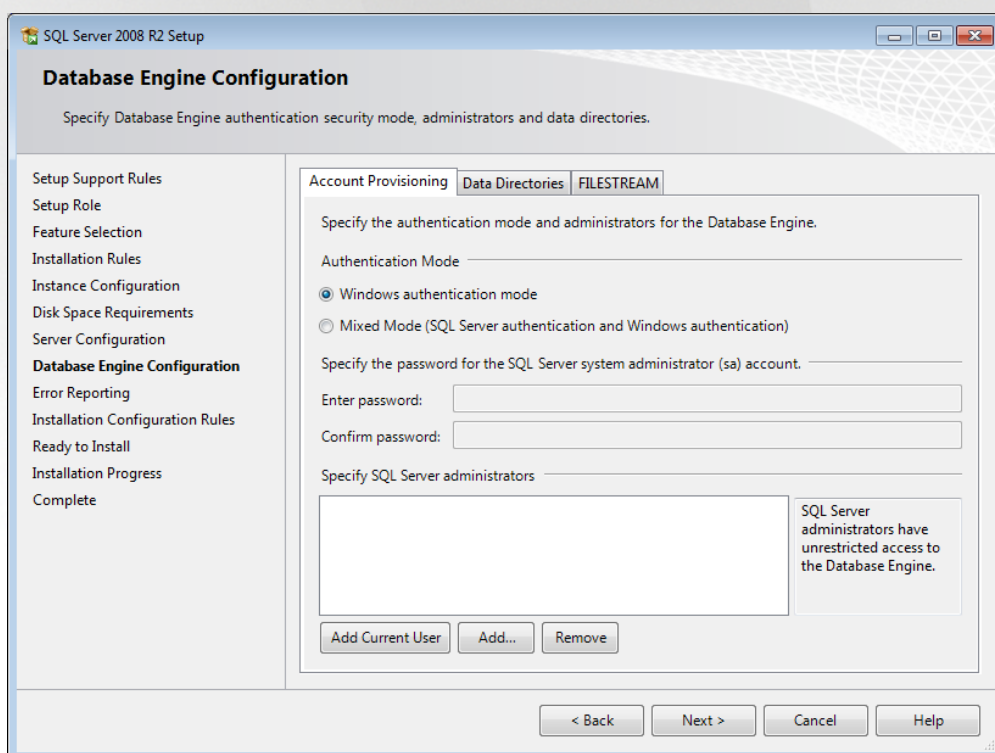 SQL Server 2008 R2 Setup
Database Engine Configuration
Specify Database Engine authentication security mode, administrators and data directories.
Setup Support Rules
Setup Role
Feature Selection
Installation Rules
Instance Configuration
Disk Space Requirements
Server Configuration
Database Engine Configuration
Error Reporting
Installation Configuration Rules
Ready to Install
Installation Progress
Complete
Account Provisioning Data Directories FILESTREAM
Specify the authentication mode and administrators for the Database Engine.
Authentication Mode
Windows authentication mode
Mixed Mode (SQL Server authentication and Windows authentication)
Specify the password for the SQL Server system administrator (sa) account.
Enter password:
Confirm password:
Specify SQL Server administrators
SQL Server
administrators have
unrestricted access to
the Database Engine.
Add Current User Add... Remove
< Back Next > Cancel Help